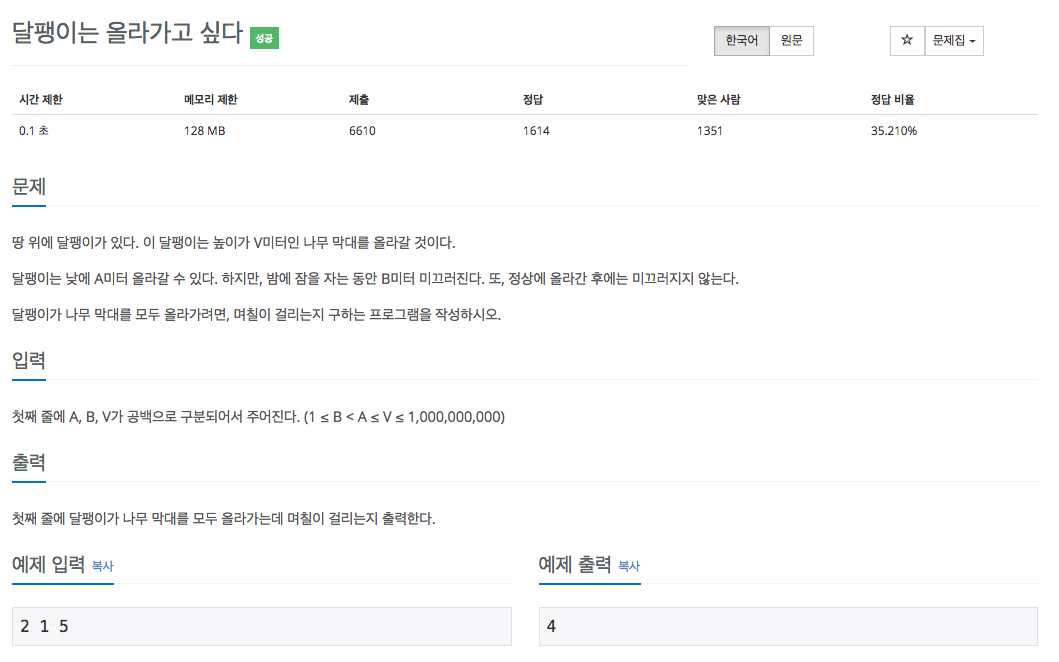 달팽이는 올라가고 싶다 성공
한국어 원문 ☆ 문제집
시간 제한 메모리 제한 제출 정답 맞은 사람 정답 비율
0.1 초 128 MB 6610 1614 1351 35.210%
문제
땅 위에 달팽이가 있다. 이 달팽이는 높이가 V미터인 나무 막대를 올라갈 것이다.
달팽이는 낮에 A미터 올라갈 수 있다. 하지만, 밤에 잠을 자는 동안 B미터 미끄러진다. 또, 정상에 올라간 후에는 미끄러지지 않는다.
달팽이가 나무 막대를 모두 올라가려면, 며칠이 걸리는지 구하는 프로그램을 작성하시오.
입력
첫째 줄에 A, B, V가 공백으로 구분되어서 주어진다. (1 ≤ B < A ≤ V ≤ 1,000,000,000)
출력
첫째 줄에 달팽이가 나무 막대를 모두 올라가는데 며칠이 걸리는지 출력한다.
예제 입력 복사
2 1 5
예제 출력 복사
4